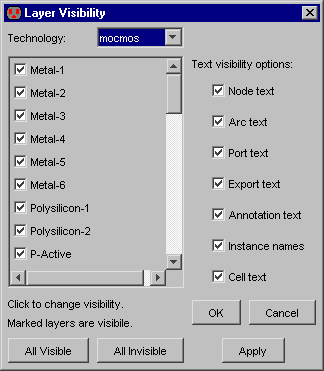 Layer Visibility
Technology: mocmos
Metal-1
Metal-2
Metal-3
Metal-4
Metal-5
Metal-6
Polysilicon-1
Polysilicon-2
P-Active
Text visibility options:
Node text
Arc text
Port text
Export text
Annotation text
Instance names
Cell text
Click to change visibility.
Marked layers are visibile.
OK
Cancel
All Visible
All Invisible
Apply